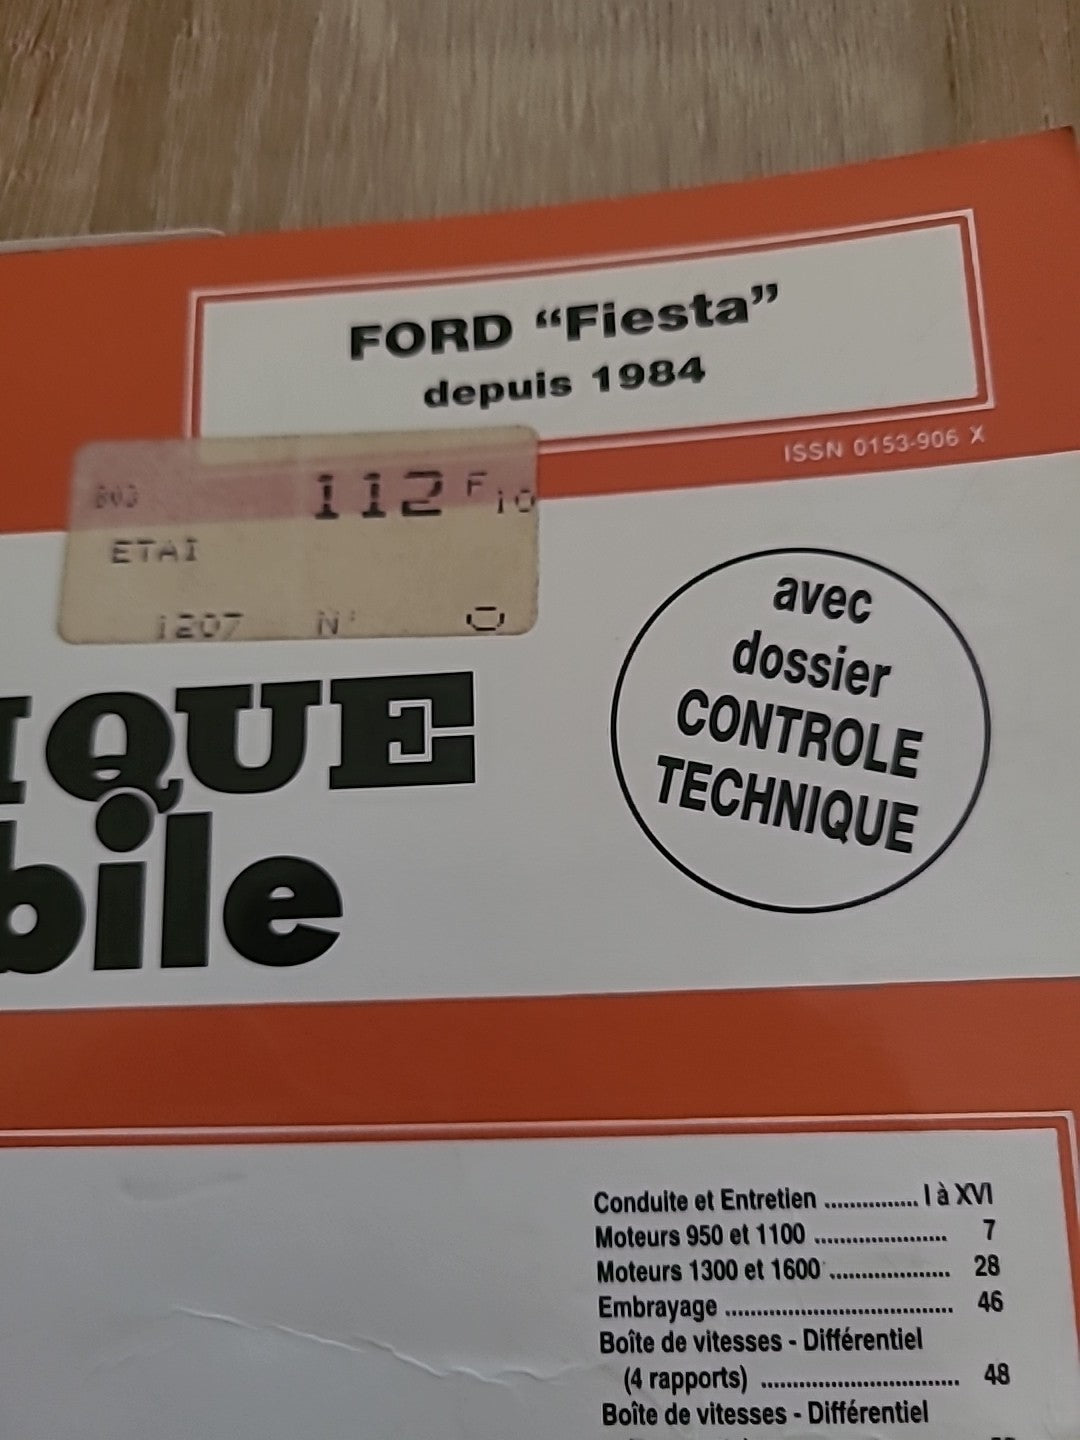 FORD “Fiesta”
depuis 1984
ISSN 0153-906 X
803 112 F 10
ETAI
1207 N°
avec
dossier
CONTROLE
TECHNIQUE
IQUE
bile
Conduite et Entretien ............... I à XVI
Moteurs 950 et 1100 ..................... 7
Moteurs 1300 et 1600 ................... 28
Embrayage .................................... 46
Boîte de vitesses - Différentiel
(4 rapports) ............................... 48
Boîte de vitesses - Différentiel